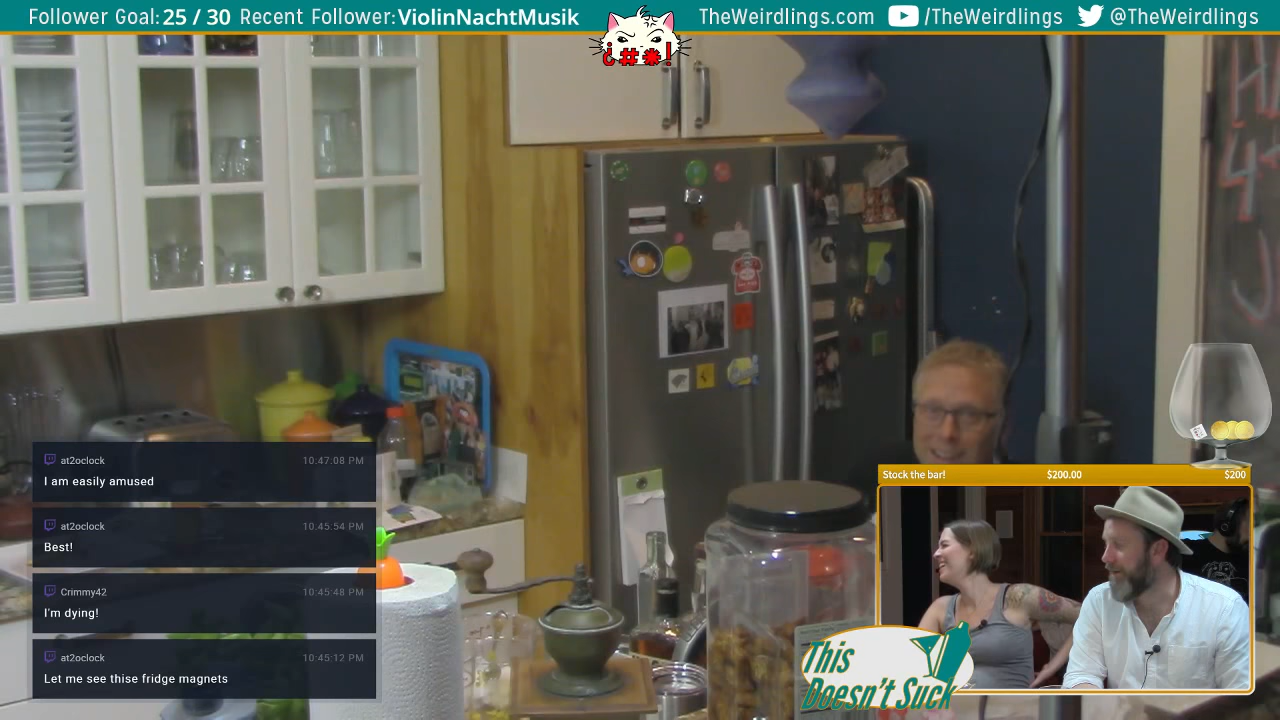 Follower Goal: 25 / 30 Recent Follower: ViolinNachtMusik
¿#*!
TheWeirdlings.com /TheWeirdlings @TheWeirdlings
at2oclock 10:47:08 PM
I am easily amused
at2oclock 10:45:54 PM
Best!
Crimmy42 10:45:48 PM
I'm dying!
at2oclock 10:45:12 PM
Let me see thise fridge magnets
Stock the bar! $200.00 $200
This
Doesn't Suck